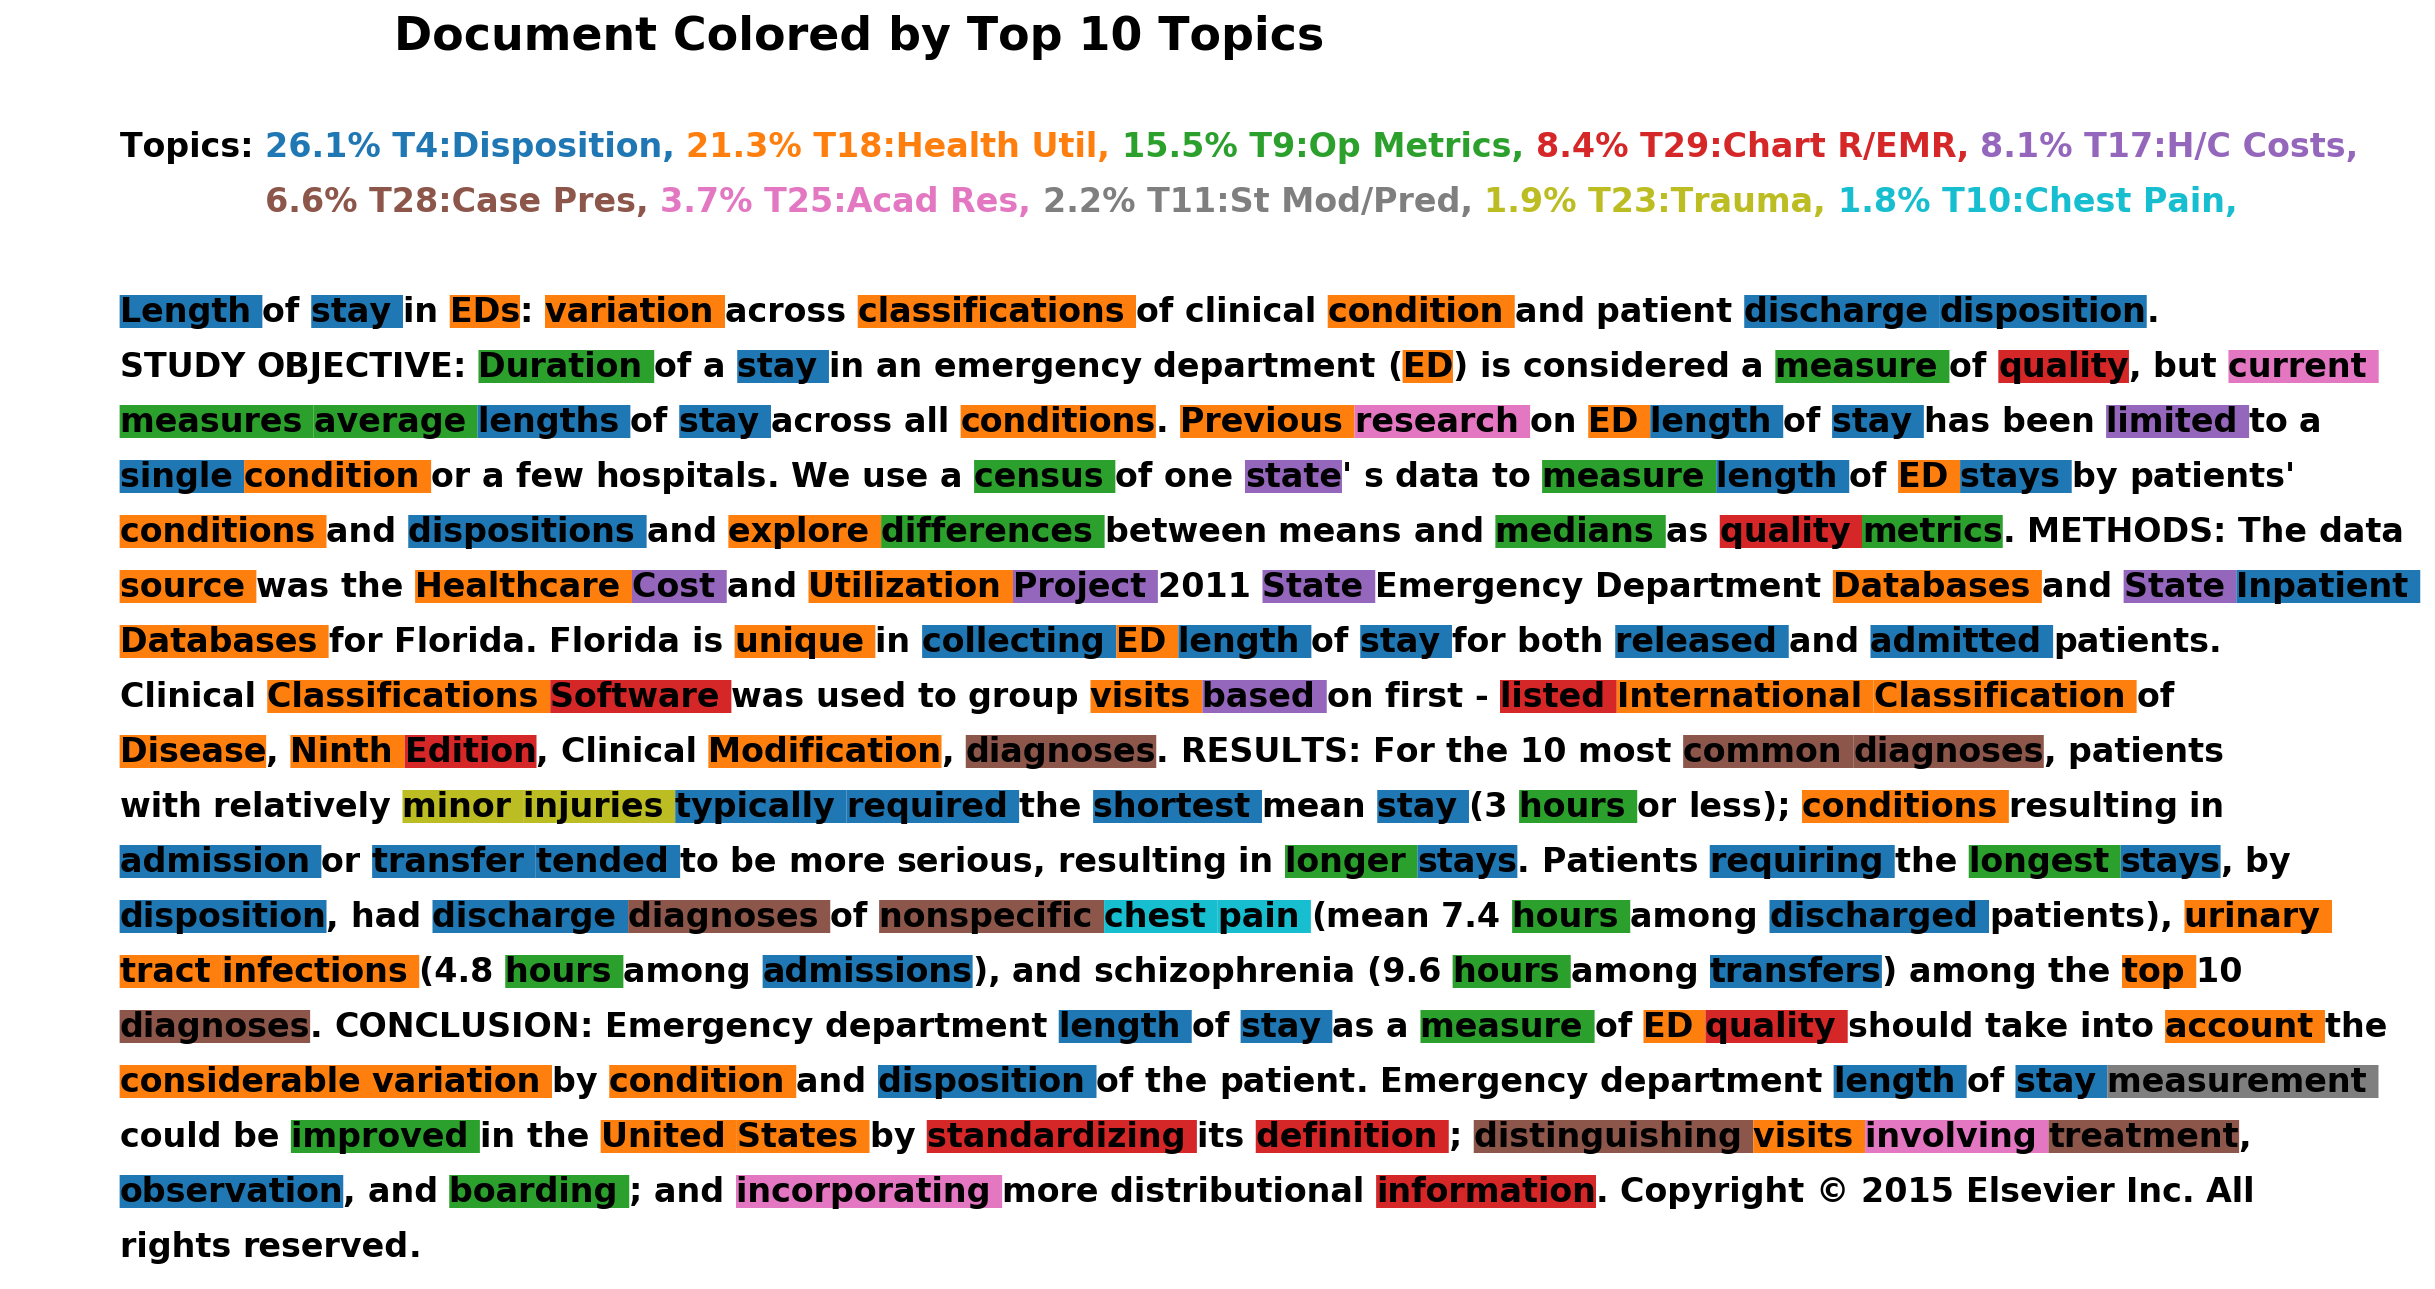 Document Colored by Top 10 Topics
Topics: 26.1% T4:Disposition, 21.3% T18:Health Util, 15.5% T9:Op Metrics, 8.4% T29:Chart R/EMR, 8.1% T17:H/C Costs,
6.6% T28:Case Pres, 3.7% T25:Acad Res, 2.2% T11:St Mod/Pred, 1.9% T23:Trauma, 1.8% T10:Chest Pain,
Length of stay in EDs: variation across classifications of clinical condition and patient discharge disposition.
STUDY OBJECTIVE: Duration of a stay in an emergency department (ED) is considered a measure of quality, but current
measures average lengths of stay across all conditions. Previous research on ED length of stay has been limited to a
single condition or a few hospitals. We use a census of one state' s data to measure length of ED stays by patients'
conditions and dispositions and explore differences between means and medians as quality metrics. METHODS: The data
source was the Healthcare Cost and Utilization Project 2011 State Emergency Department Databases and State Inpatient
Databases for Florida. Florida is unique in collecting ED length of stay for both released and admitted patients.
Clinical Classifications Software was used to group visits based on first - listed International Classification of
Disease, Ninth Edition, Clinical Modification, diagnoses. RESULTS: For the 10 most common diagnoses, patients
with relatively minor injuries typically required the shortest mean stay (3 hours or less); conditions resulting in
admission or transfer tended to be more serious, resulting in longer stays. Patients requiring the longest stays, by
disposition, had discharge diagnoses of nonspecific chest pain (mean 7.4 hours among discharged patients), urinary
tract infections (4.8 hours among admissions), and schizophrenia (9.6 hours among transfers) among the top 10
diagnoses. CONCLUSION: Emergency department length of stay as a measure of ED quality should take into account the
considerable variation by condition and disposition of the patient. Emergency department length of stay measurement
could be improved in the United States by standardizing its definition ; distinguishing visits involving treatment,
observation, and boarding ; and incorporating more distributional information. Copyright © 2015 Elsevier Inc. All
rights reserved.